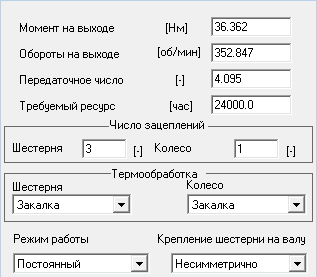 Момент на выходе [Нм] 36.362
Обороты на выходе [об/мин] 352.847
Передаточное число [-] 4.095
Требуемый ресурс [час] 24000.0
Число зацеплений
Шестерня 3 [-] Колесо 1 [-]
Термообработка
Шестерня Колесо
Закалка Закалка
Режим работы Крепление шестерни на валу
Постоянный Несимметрично